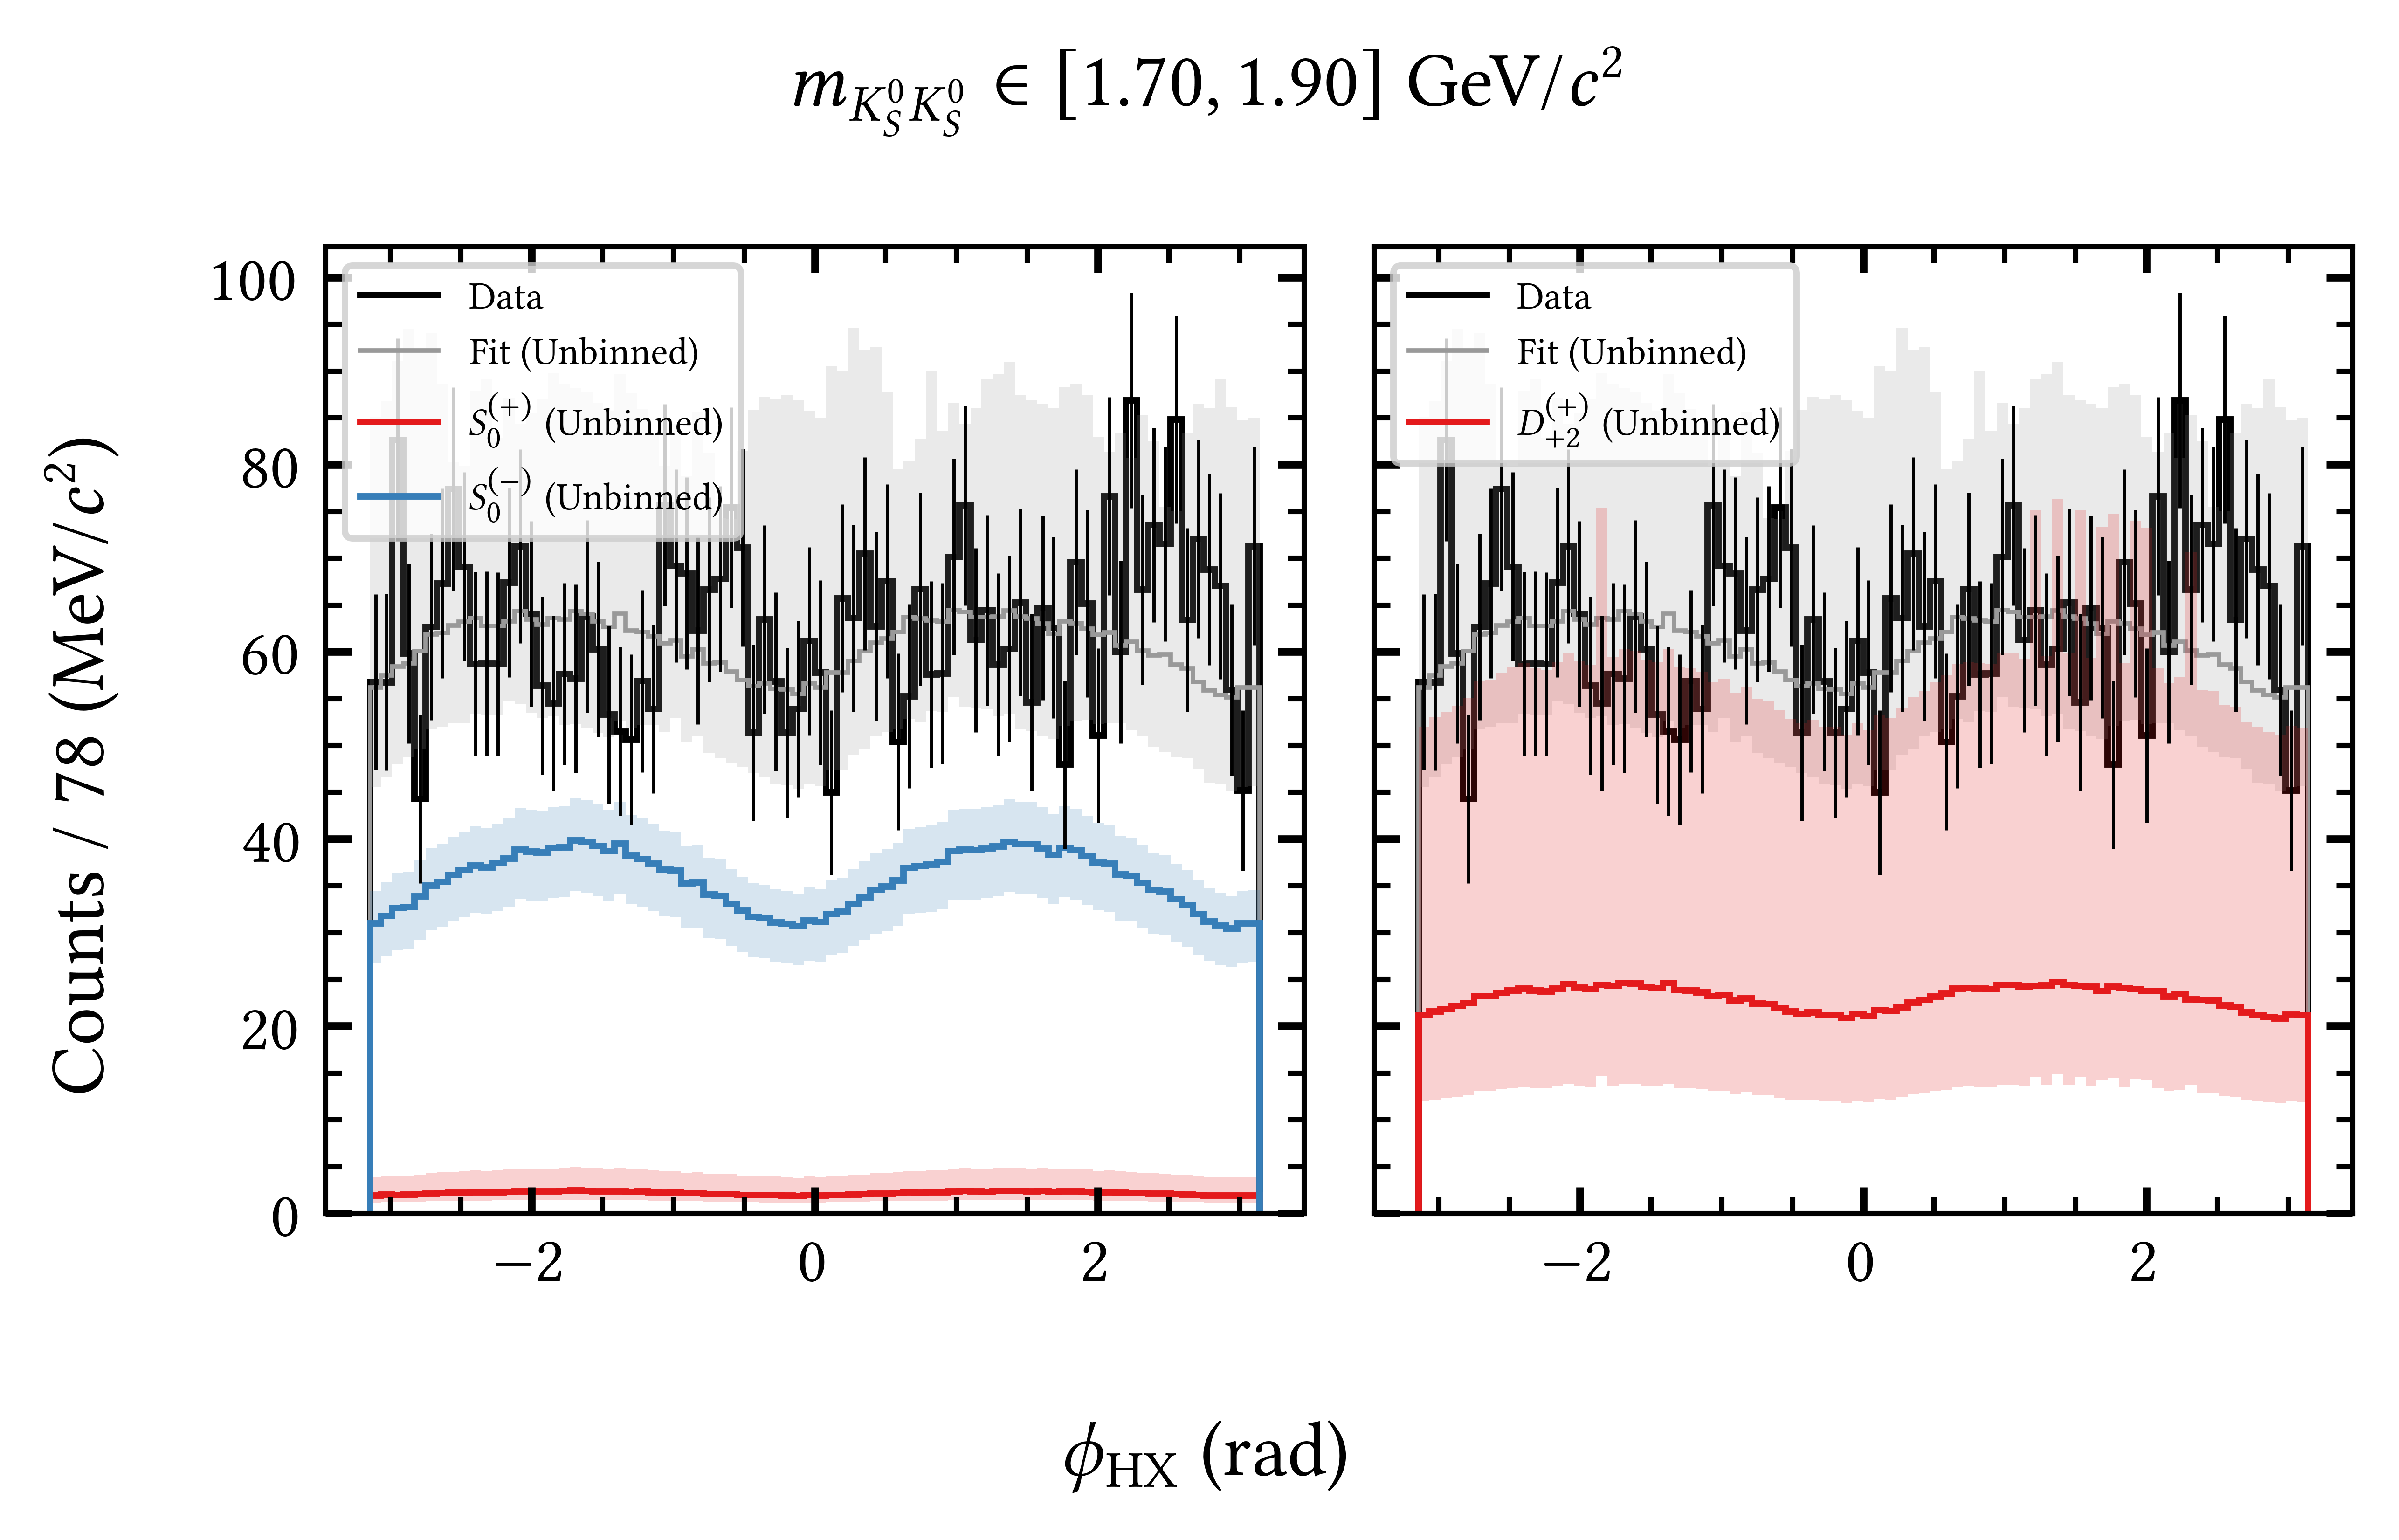 m_{K_S^0 K_S^0} ∈ [1.70, 1.90] GeV/c²
Counts / 78 (MeV/c²)
100
80
60
40
20
0
Data
Fit (Unbinned)
S_0^{(+)} (Unbinned)
S_0^{(−)} (Unbinned)
−2 0 2
Data
Fit (Unbinned)
D_{+2}^{(+)} (Unbinned)
−2 0 2
ϕ_{HX} (rad)